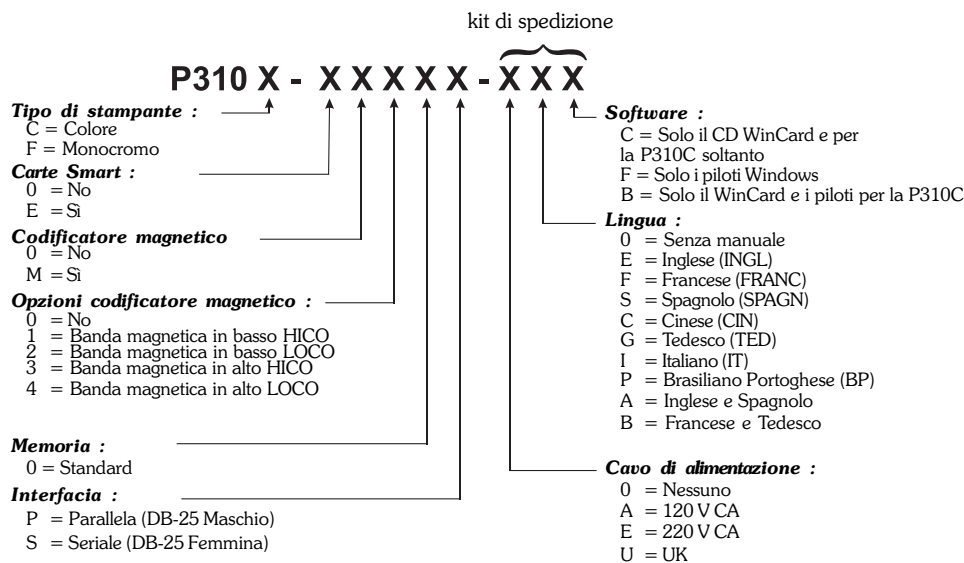 kit di spedizione
P310 X - X X X X X - X X X
Tipo di stampante :
C = Colore
F = Monocromo
Carte Smart :
0 = No
E = Sì
Codificatore magnetico
0 = No
M = Sì
Opzioni codificatore magnetico :
0 = No
1 = Banda magnetica in basso HICO
2 = Banda magnetica in basso LOCO
3 = Banda magnetica in alto HICO
4 = Banda magnetica in alto LOCO
Memoria :
0 = Standard
Interfacia :
P = Parallela (DB-25 Maschio)
S = Seriale (DB-25 Femmina)
Software :
C = Solo il CD WinCard e per
la P310C soltanto
F = Solo i piloti Windows
B = Solo il WinCard e i piloti per la P310C
Lingua :
0 = Senza manuale
E = Inglese (INGL)
F = Francese (FRANC)
S = Spagnolo (SPAGN)
C = Cinese (CIN)
G = Tedesco (TED)
I = Italiano (IT)
P = Brasiliano Portoghese (BP)
A = Inglese e Spagnolo
B = Francese e Tedesco
Cavo di alimentazione :
0 = Nessuno
A = 120 V CA
E = 220 V CA
U = UK